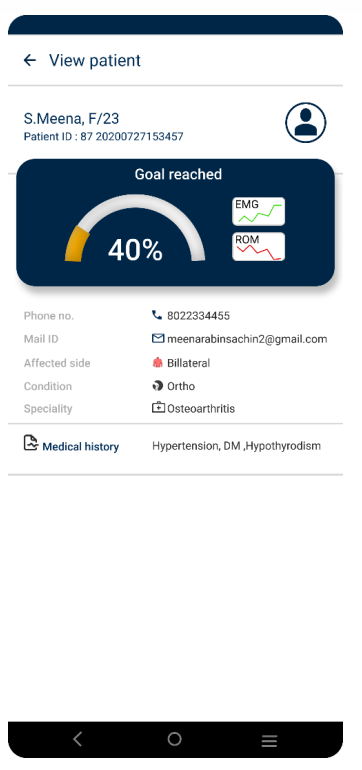 View patient
S.Meena, F/23
Patient ID : 87 20200727153457
Goal reached
40%
EMG
ROM
Phone no. 8022334455
Mail ID meenarabinsachin2@gmail.com
Affected side Billateral
Condition Ortho
Speciality Osteoarthritis
Medical history Hypertension, DM ,Hypothyrodism